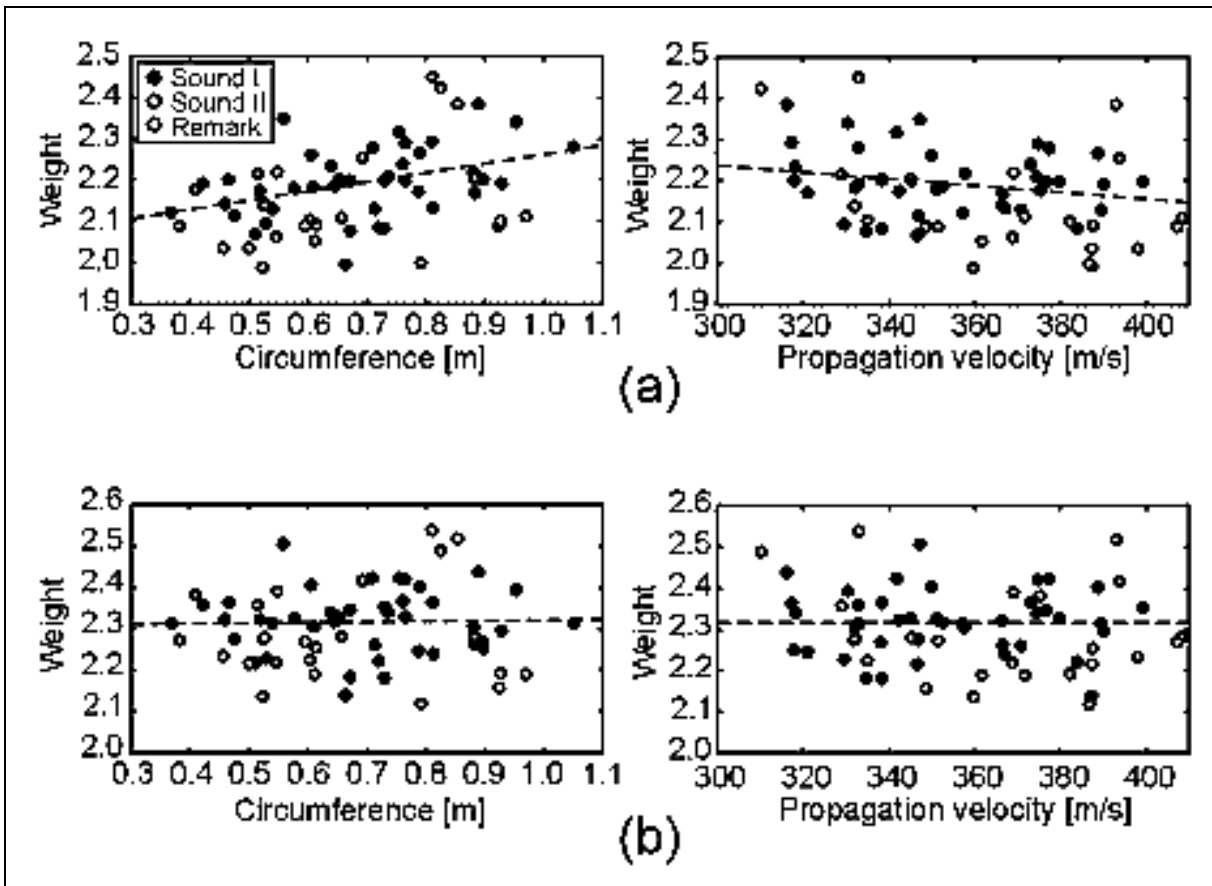 2.5
2.4
2.3
2.2
2.1
2.0
1.9
Weight
Sound I
Sound II
Remark
0.3 0.4 0.5 0.6 0.7 0.8 0.9 1.0 1.1
Circumference [m]
2.5
2.4
2.3
2.2
2.1
2.0
1.9
Weight
300 320 340 360 380 400
Propagation velocity [m/s]
(a)
2.6
2.5
2.4
2.3
2.2
2.1
2.0
Weight
0.3 0.4 0.5 0.6 0.7 0.8 0.9 1.0 1.1
Circumference [m]
2.6
2.5
2.4
2.3
2.2
2.1
2.0
Weight
300 320 340 360 380 400
Propagation velocity [m/s]
(b)